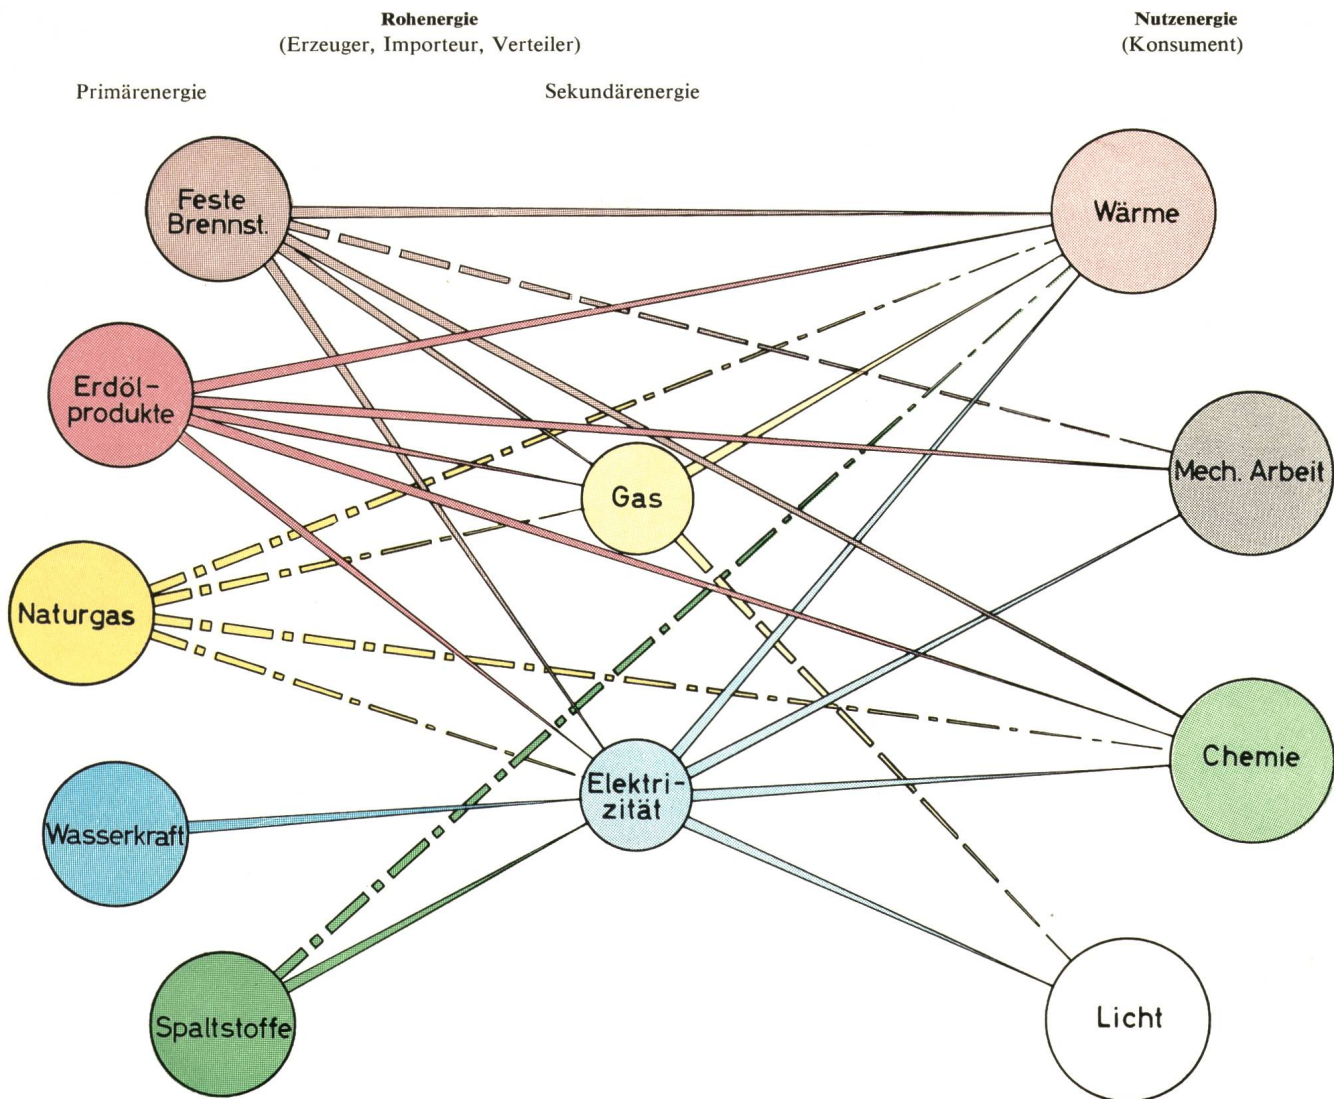 Rohenergie
(Erzeuger, Importeur, Verteiler)
Nutzenergie
(Konsument)
Primärenergie
Sekundärenergie
Feste
Brennst.
Wärme
Erdöl-
produkte
Mech. Arbeit
Gas
Naturgas
Chemie
Elektri-
zität
Wasserkraft
Spaltstoffe
Licht